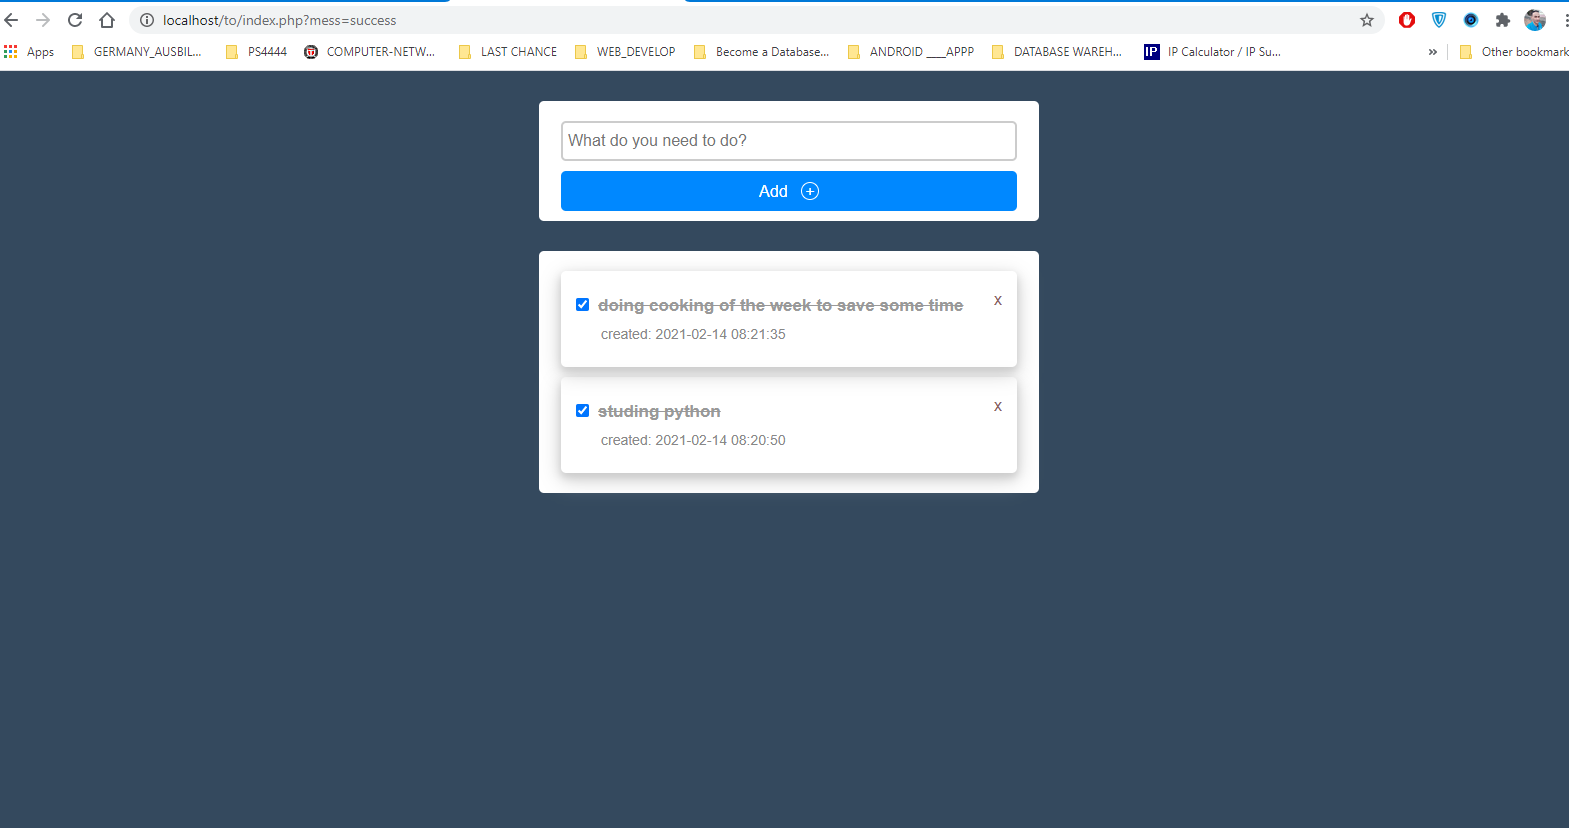 localhost/to/index.php?mess=success
Apps GERMANY_AUSBIL... PS4444 COMPUTER-NETW... LAST CHANCE WEB_DEVELOP Become a Database... ANDROID ____APPP DATABASE WAREH... IP IP Calculator / IP Su... » Other bookmark
What do you need to do?
Add
doing cooking of the week to save some time x
created: 2021-02-14 08:21:35
studing python x
created: 2021-02-14 08:20:50